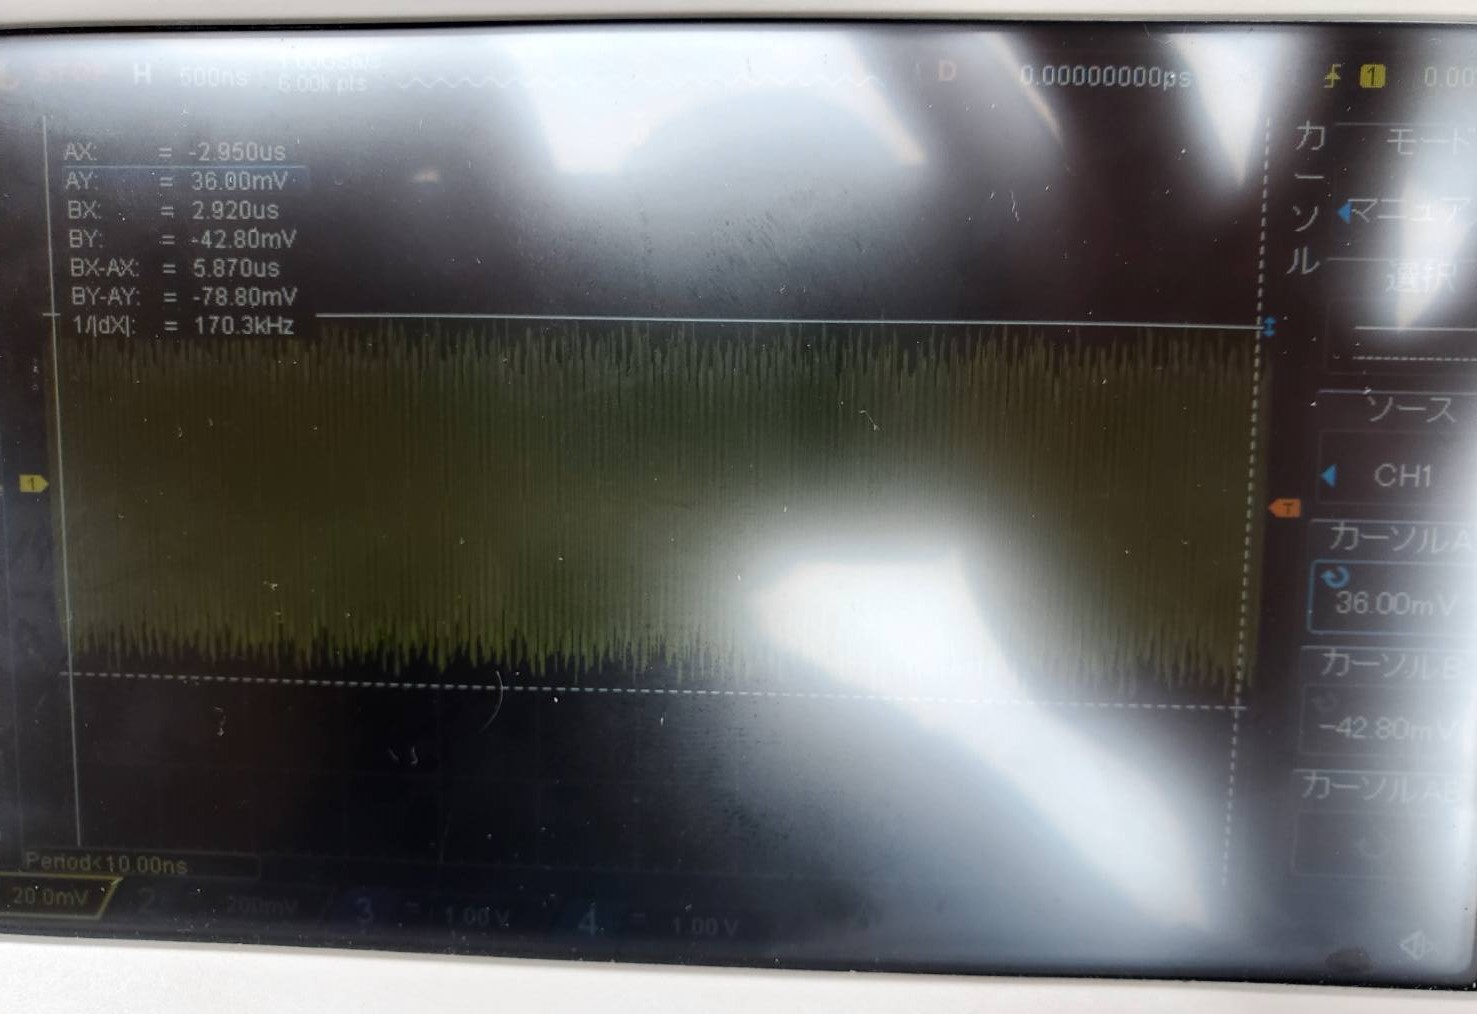 STOP H 500ns 6.00k pts D 0.00000000ps 1 0.00
AX: = -2.950us
AY: = 36.00mV
BX: = 2.920us
BY: = -42.80mV
BX-AX: = 5.870us
BY-AY: = -78.80mV
1/|dX|: = 170.3kHz
カーソル
モード
マニュア
選択
ソース
CH1
カーソルA
36.00mV
カーソルB
-42.80mV
カーソルAB
1
T
Period<10.00ns
20.0mV 2 200mV 3 = 1.00 V 4 = 1.00 V